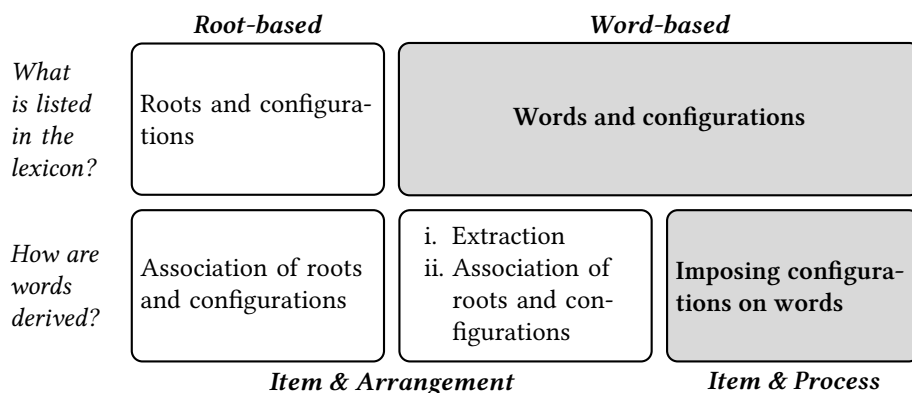 Root-based
Word-based
What
is listed
in the
lexicon?
Roots and configura-
tions
Words and configurations
How are
words
derived?
Association of roots
and configurations
i. Extraction
ii. Association of
roots and con-
figurations
Imposing configura-
tions on words
Item & Arrangement
Item & Process